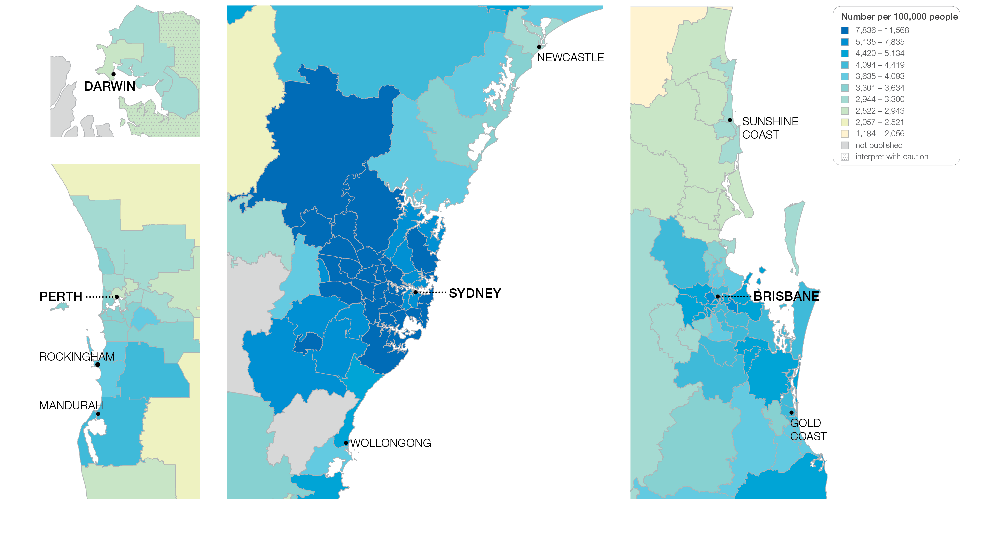 DARWIN
PERTH
ROCKINGHAM
MANDURAH
NEWCASTLE
SYDNEY
WOLLONGONG
SUNSHINE
COAST
BRISBANE
GOLD
COAST
Number per 100,000 people
7,836 – 11,568
5,135 – 7,835
4,420 – 5,134
4,094 – 4,419
3,635 – 4,093
3,301 – 3,634
2,944 – 3,300
2,522 – 2,943
2,057 – 2,521
1,184 – 2,056
not published
interpret with caution